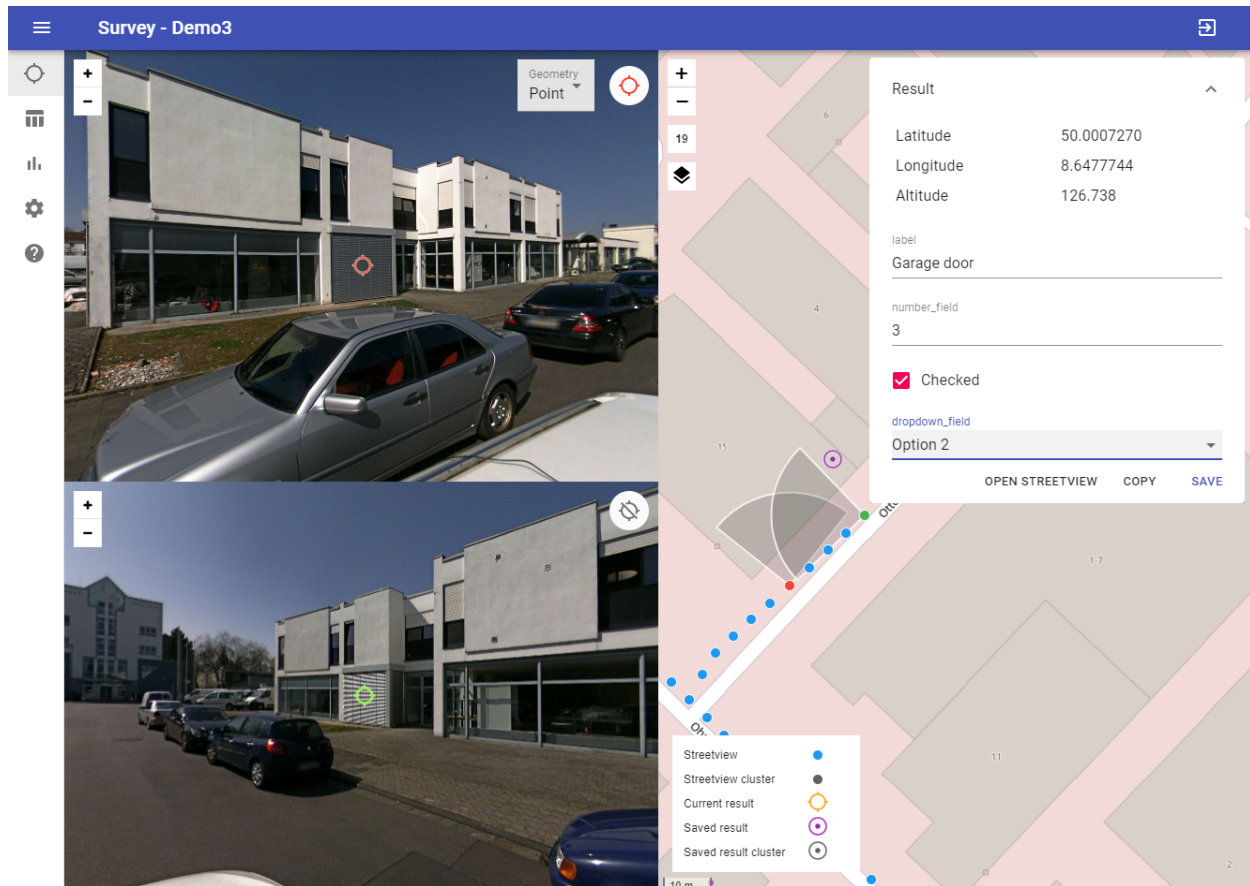 Survey - Demo3
+
-
Geometry
Point
+
-
+
−
19
6
4
15
1-7
11
2
Otto
Oh
Result
Latitude 50.0007270
Longitude 8.6477744
Altitude 126.738
label
Garage door
number_field
3
Checked
dropdown_field
Option 2
OPEN STREETVIEW COPY SAVE
Streetview
Streetview cluster
Current result
Saved result
Saved result cluster
10 m